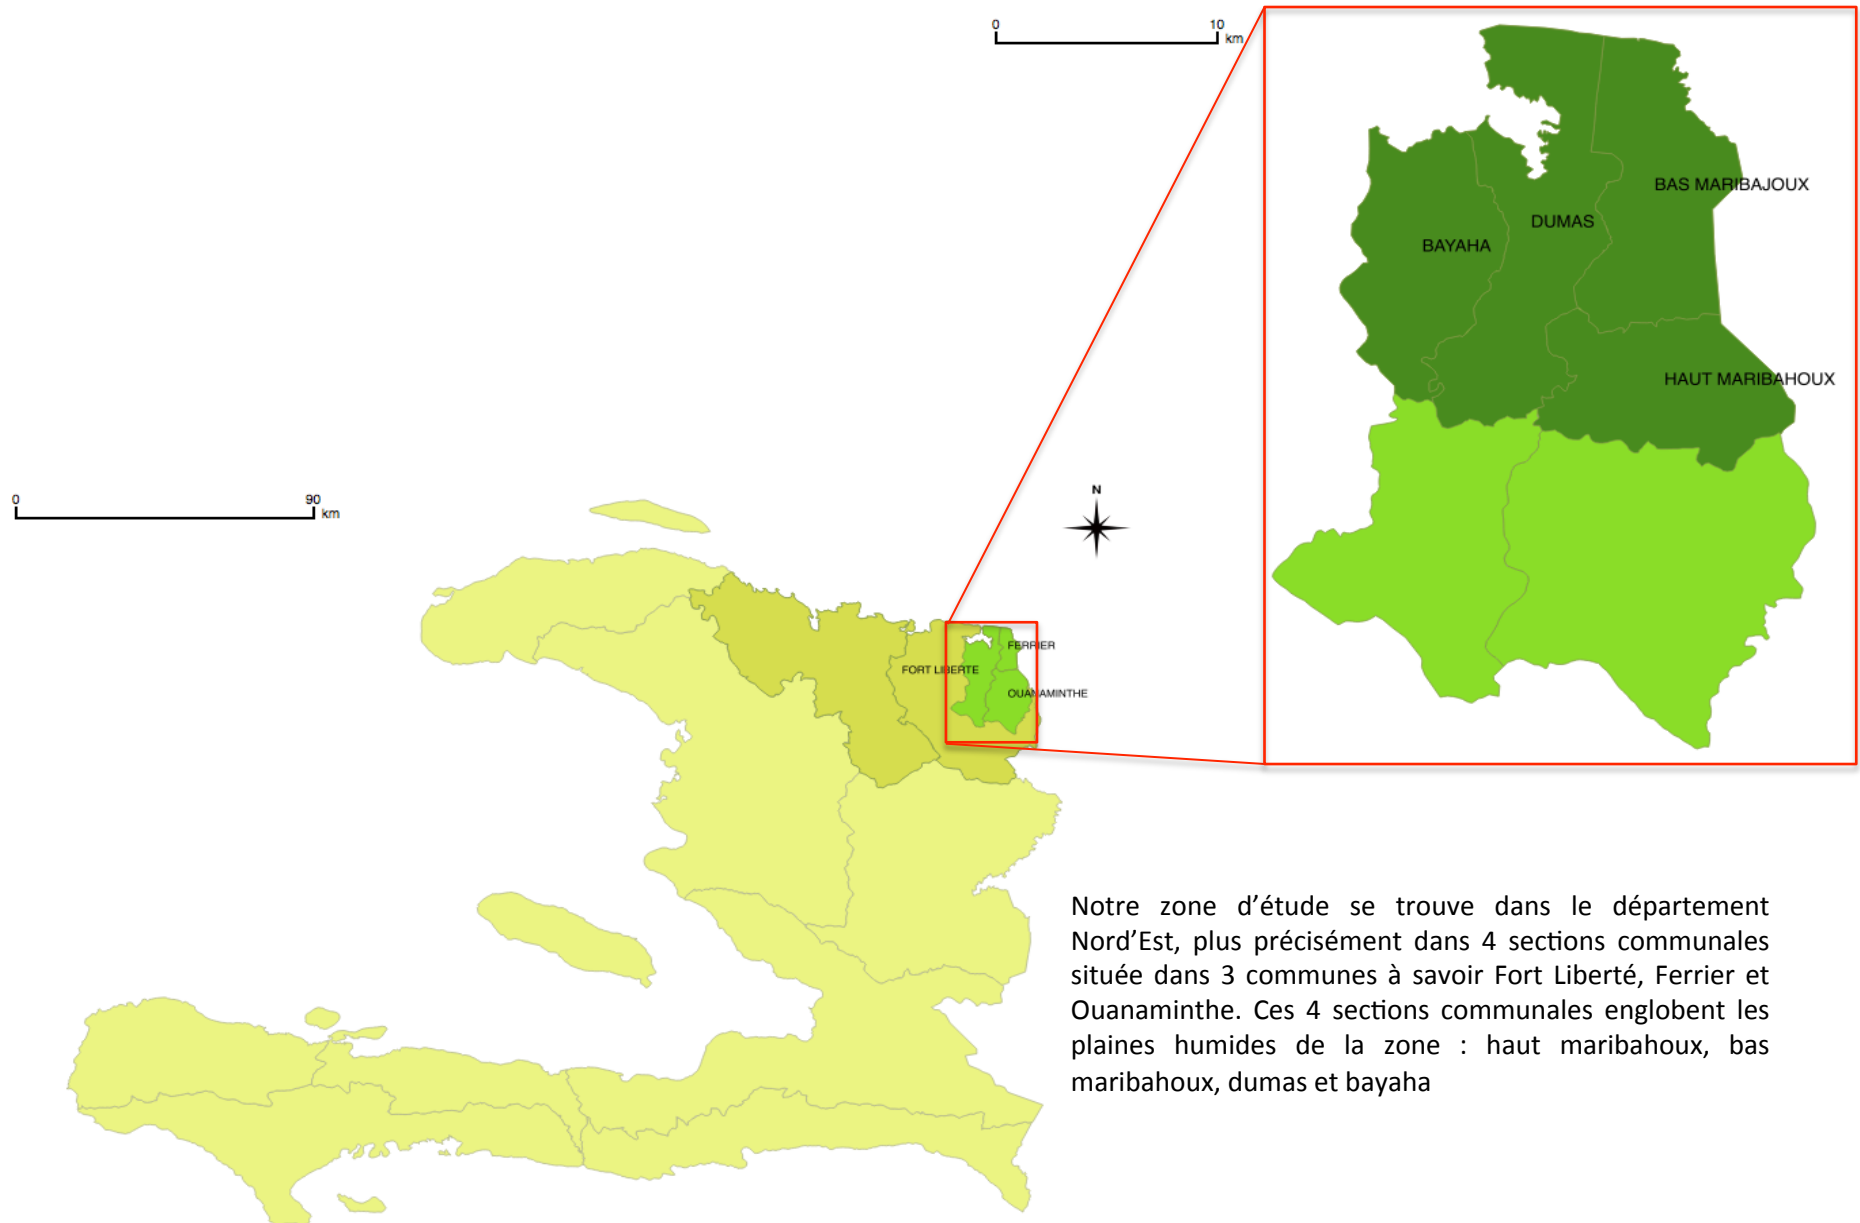 0 10
km
BAS MARIBAJOUX
DUMAS
BAYAHA
HAUT MARIBAHOUX
0 90
km
N
FERRIER
FORT LIBERTE
OUANAMINTHE
Notre zone d’étude se trouve dans le département
Nord’Est, plus précisément dans 4 sections communales
située dans 3 communes à savoir Fort Liberté, Ferrier et
Ouanaminthe. Ces 4 sections communales englobent les
plaines humides de la zone : haut maribahoux, bas
maribahoux, dumas et bayaha